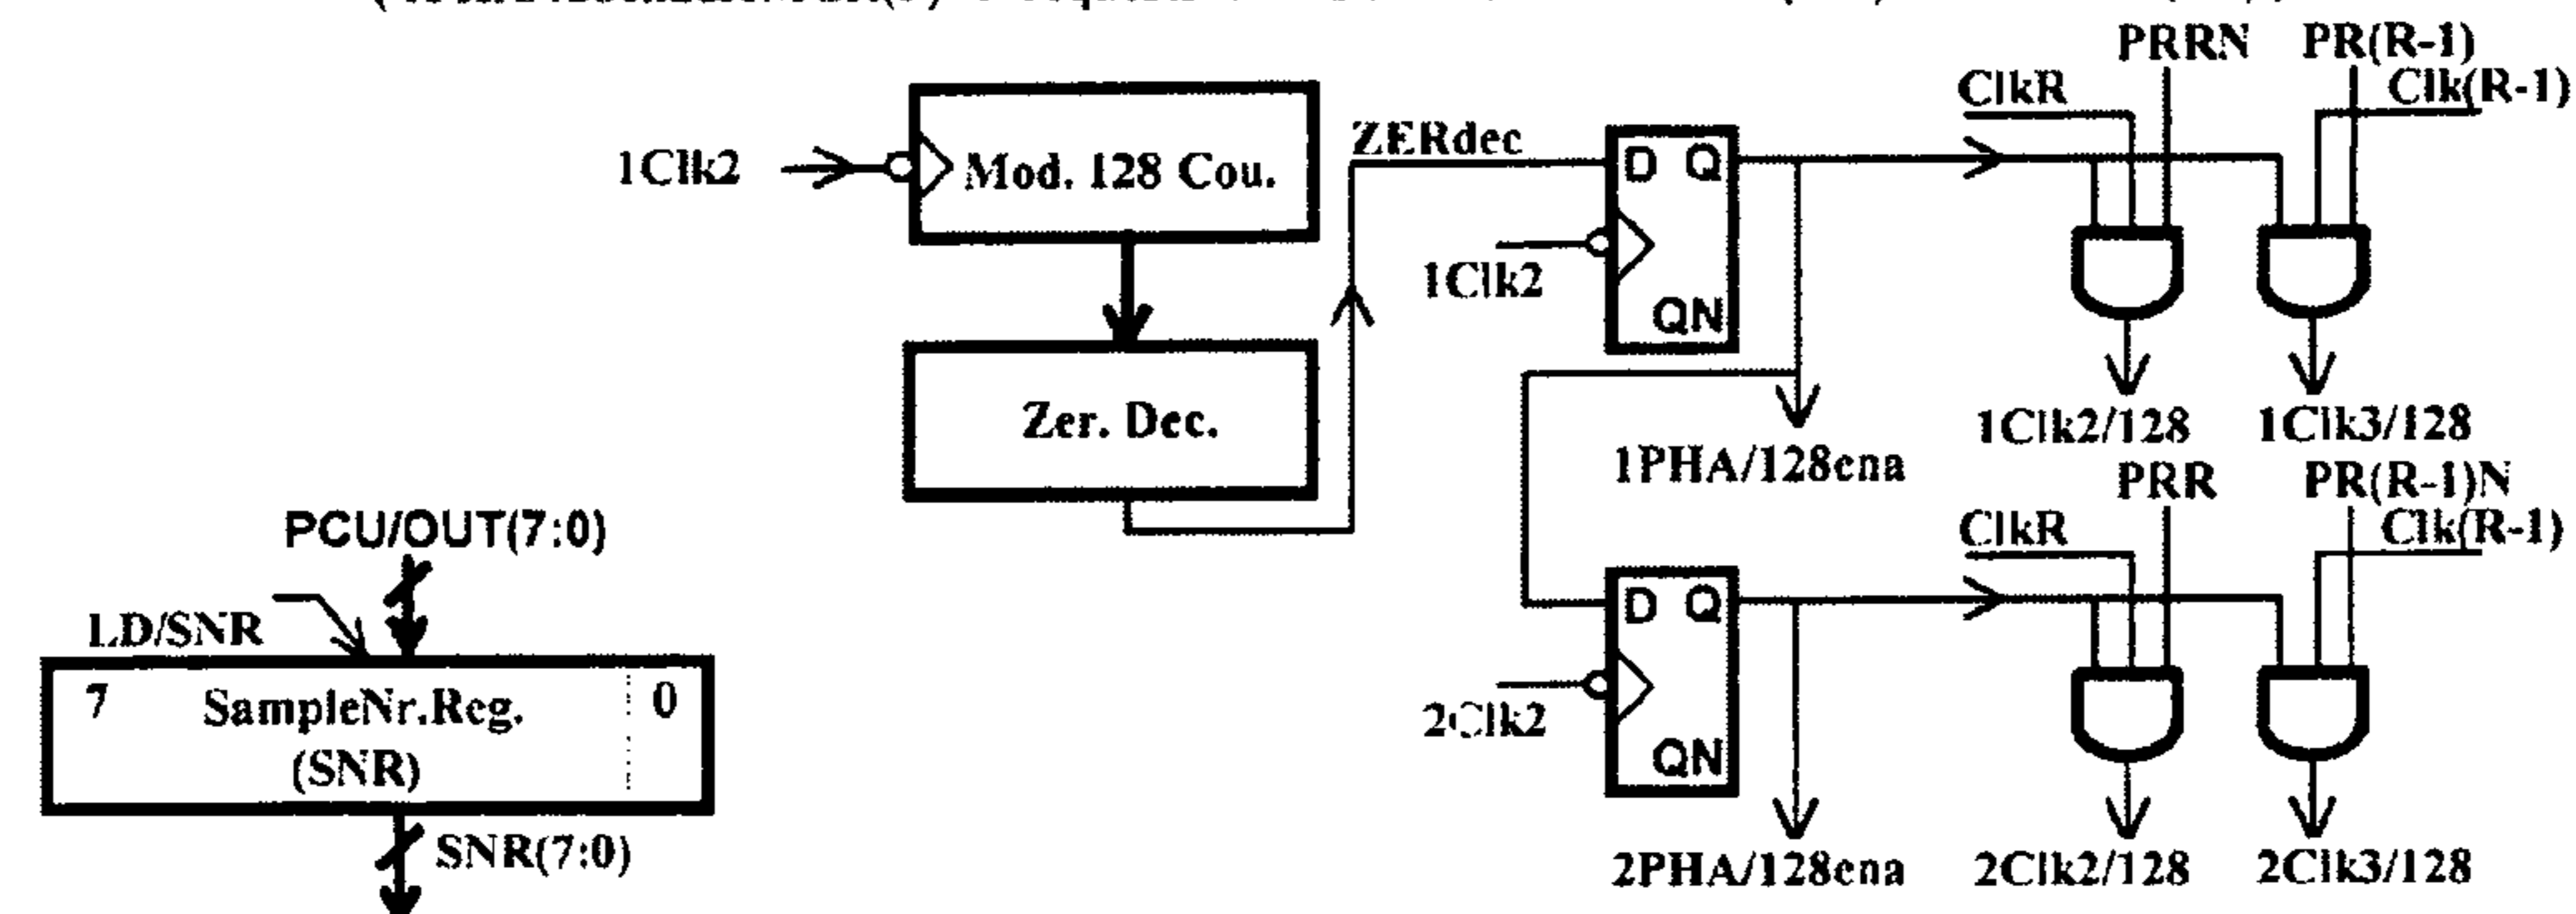 PRRN PR(R-1)
ClkR Clk(R-1)
1Clk2
Mod. 128 Cou.
ZERdec
D Q
1Clk2
QN
Zer. Dec.
1PHA/128ena
1Clk2/128 1Clk3/128
PRR PR(R-1)N
ClkR Clk(R-1)
D Q
2Clk2
QN
2PHA/128ena
2Clk2/128 2Clk3/128
PCU/OUT(7:0)
LD/SNR
7 SampleNr.Reg. 0
(SNR)
SNR(7:0)